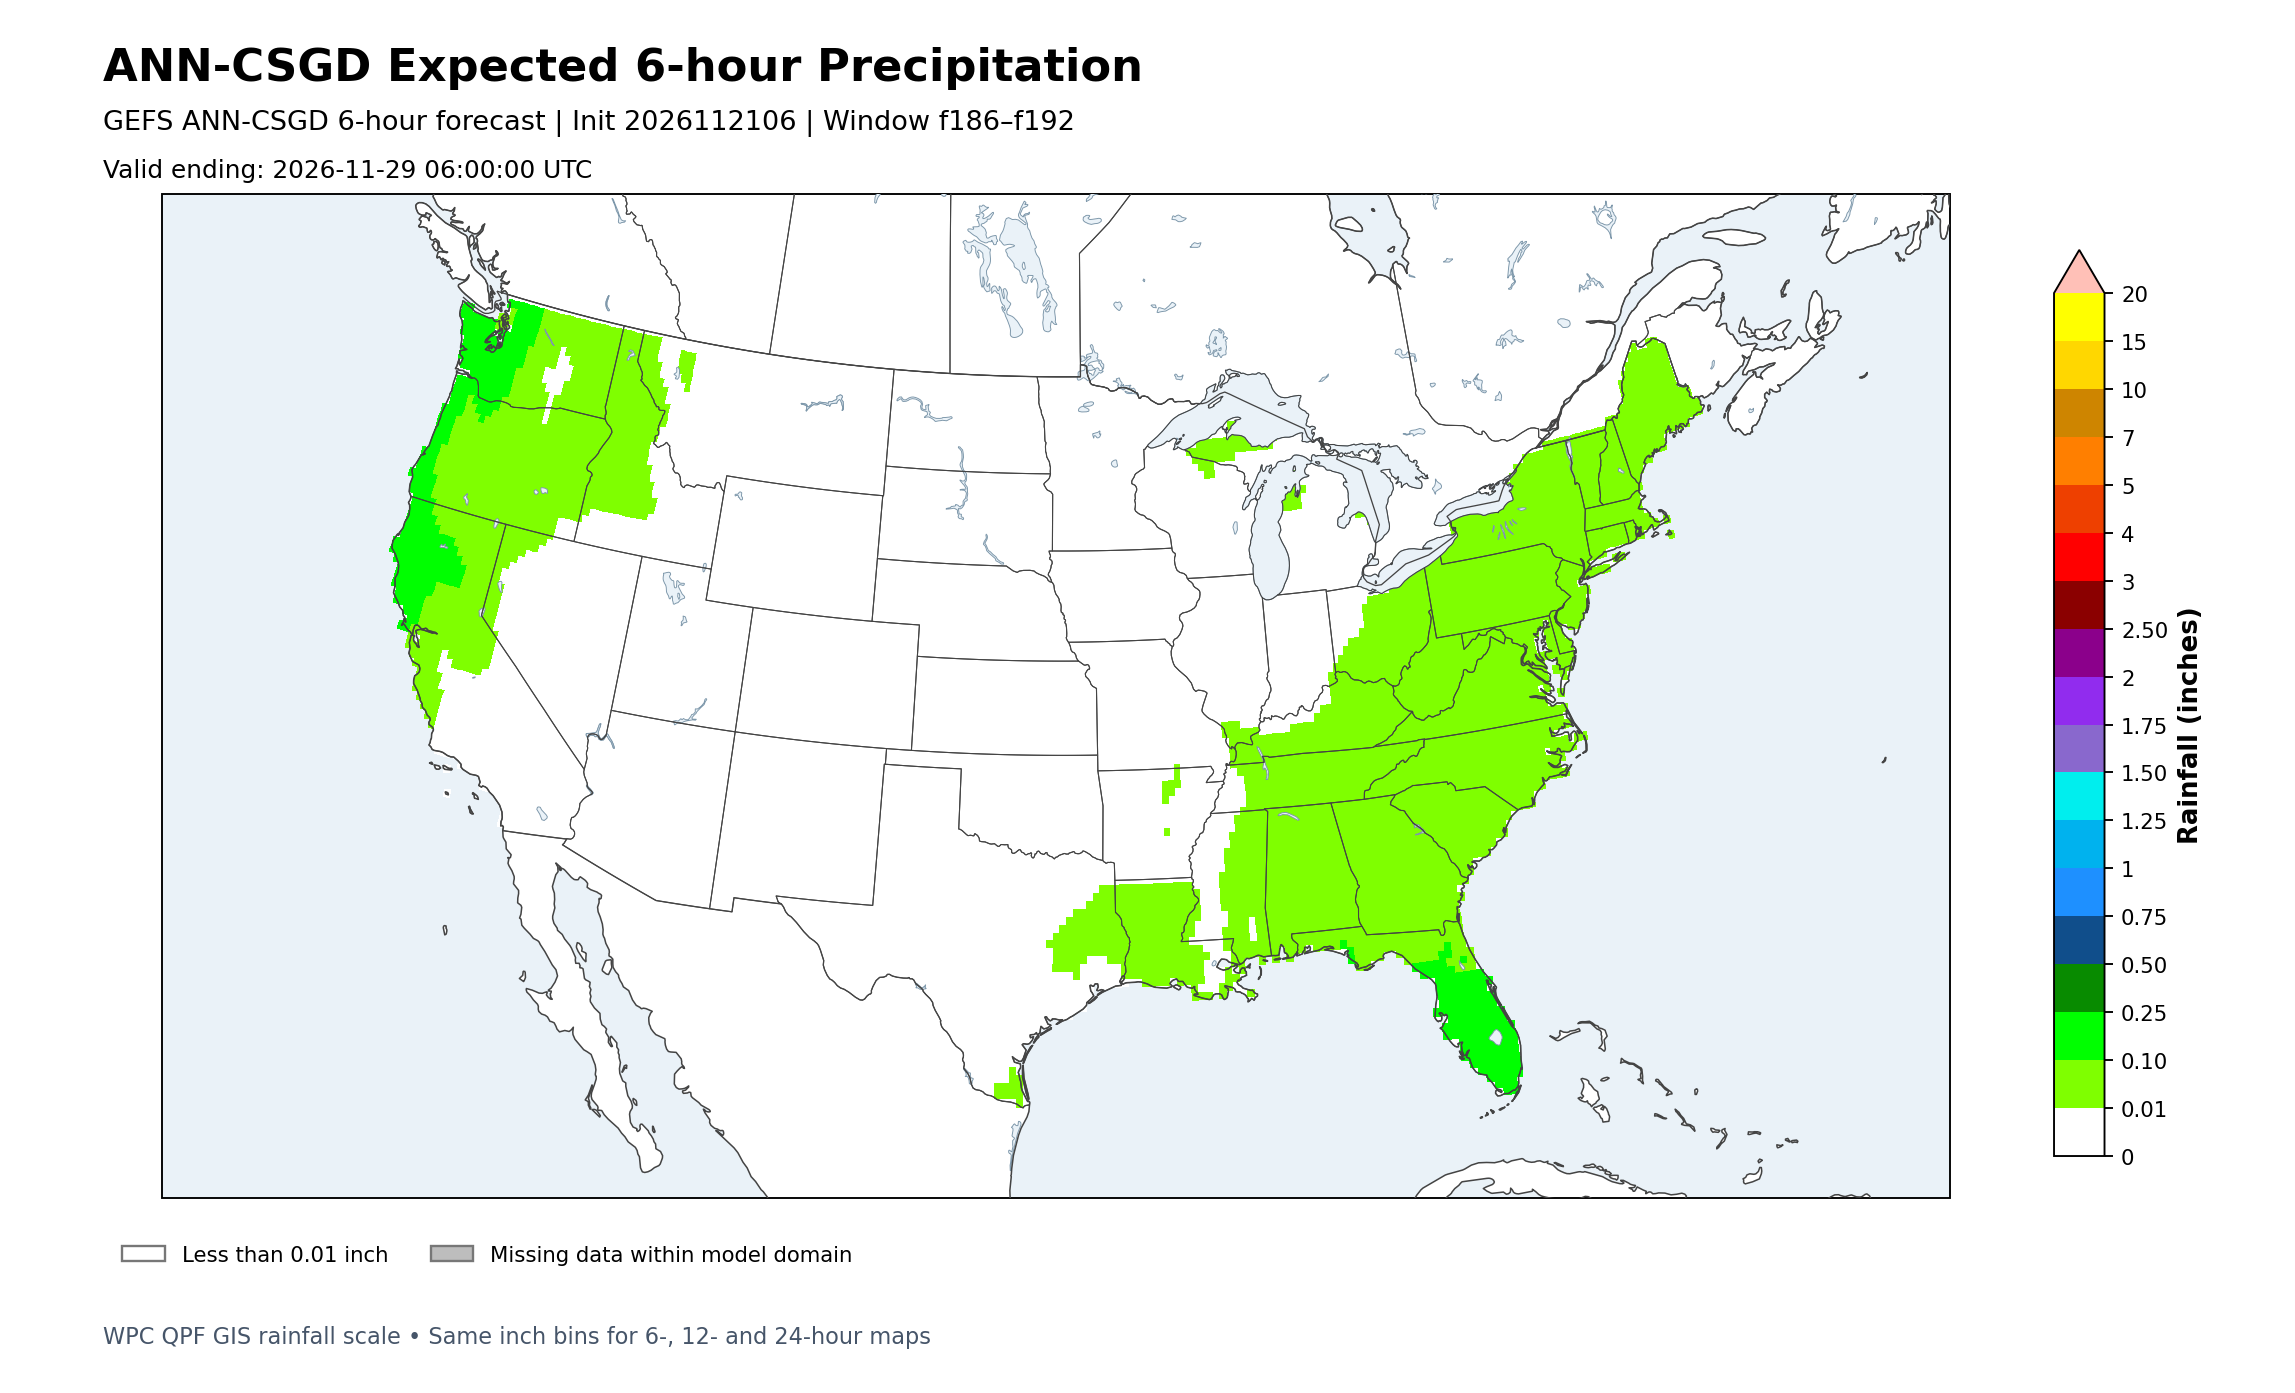 ANN-CSGD Expected 6-hour Precipitation
GEFS ANN-CSGD 6-hour forecast | Init 2026112106 | Window f186–f192
Valid ending: 2026-11-29 06:00:00 UTC
20
15
10
7
5
4
3
2.50
2
1.75
1.50
1.25
1
0.75
0.50
0.25
0.10
0.01
0
Rainfall (inches)
Less than 0.01 inch
Missing data within model domain
WPC QPF GIS rainfall scale • Same inch bins for 6-, 12- and 24-hour maps